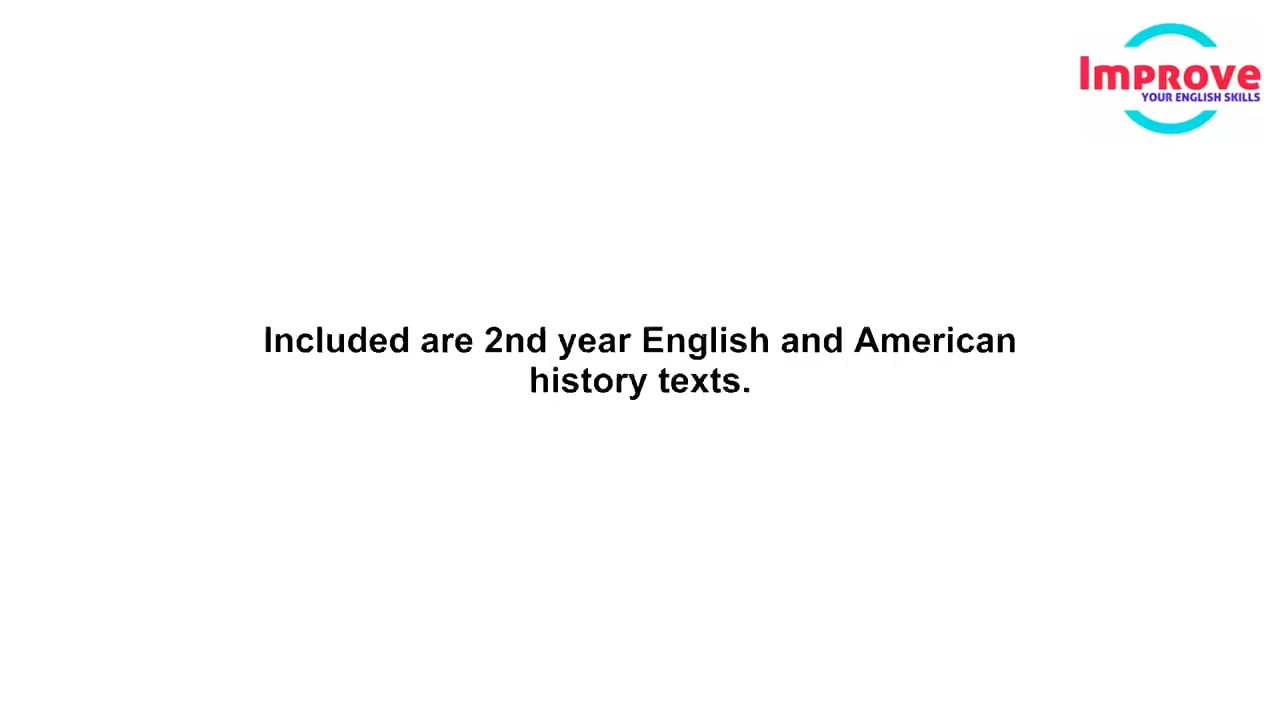 Improve
YOUR ENGLISH SKILLS
Included are 2nd year English and American
history texts.